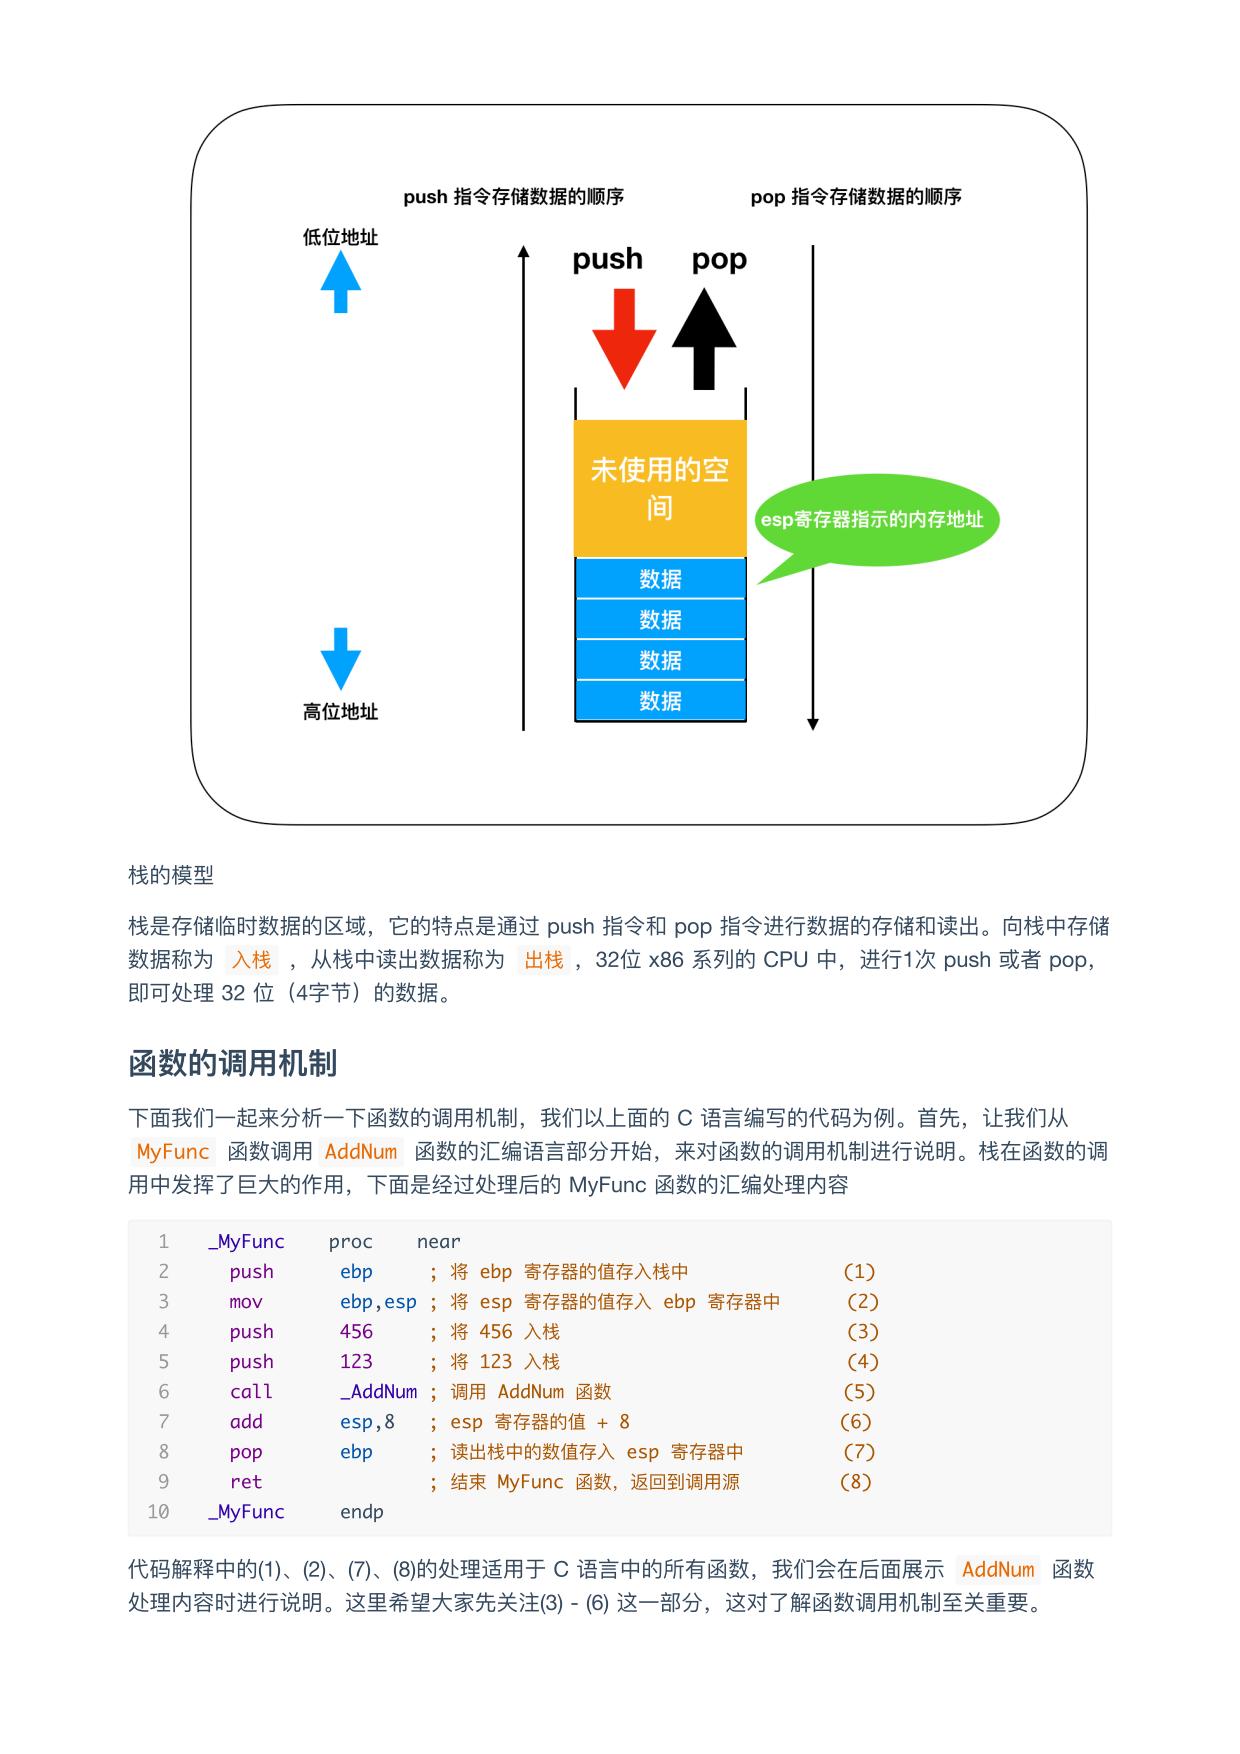 push 指令存储数据的顺序
pop 指令存储数据的顺序
低位地址
push
pop
未使用的空
间
esp寄存器指示的内存地址
数据
数据
数据
数据
高位地址
栈的模型
栈是存储临时数据的区域，它的特点是通过 push 指令和 pop 指令进行数据的存储和读出。向栈中存储
数据称为 入栈 ，从栈中读出数据称为 出栈 ，32位 x86 系列的 CPU 中，进行1次 push 或者 pop，
即可处理 32 位（4字节）的数据。
函数的调用机制
下面我们一起来分析一下函数的调用机制，我们以上面的 C 语言编写的代码为例。首先，让我们从
MyFunc 函数调用 AddNum 函数的汇编语言部分开始，来对函数的调用机制进行说明。栈在函数的调
用中发挥了巨大的作用，下面是经过处理后的 MyFunc 函数的汇编处理内容
1 _MyFunc proc near
2 push ebp ; 将 ebp 寄存器的值存入栈中 (1)
3 mov ebp,esp ; 将 esp 寄存器的值存入 ebp 寄存器中 (2)
4 push 456 ; 将 456 入栈 (3)
5 push 123 ; 将 123 入栈 (4)
6 call _AddNum ; 调用 AddNum 函数 (5)
7 add esp,8 ; esp 寄存器的值 + 8 (6)
8 pop ebp ; 读出栈中的数值存入 esp 寄存器中 (7)
9 ret ; 结束 MyFunc 函数，返回到调用源 (8)
10 _MyFunc endp
代码解释中的(1)、(2)、(7)、(8)的处理适用于 C 语言中的所有函数，我们会在后面展示 AddNum 函数
处理内容时进行说明。这里希望大家先关注(3) - (6) 这一部分，这对了解函数调用机制至关重要。